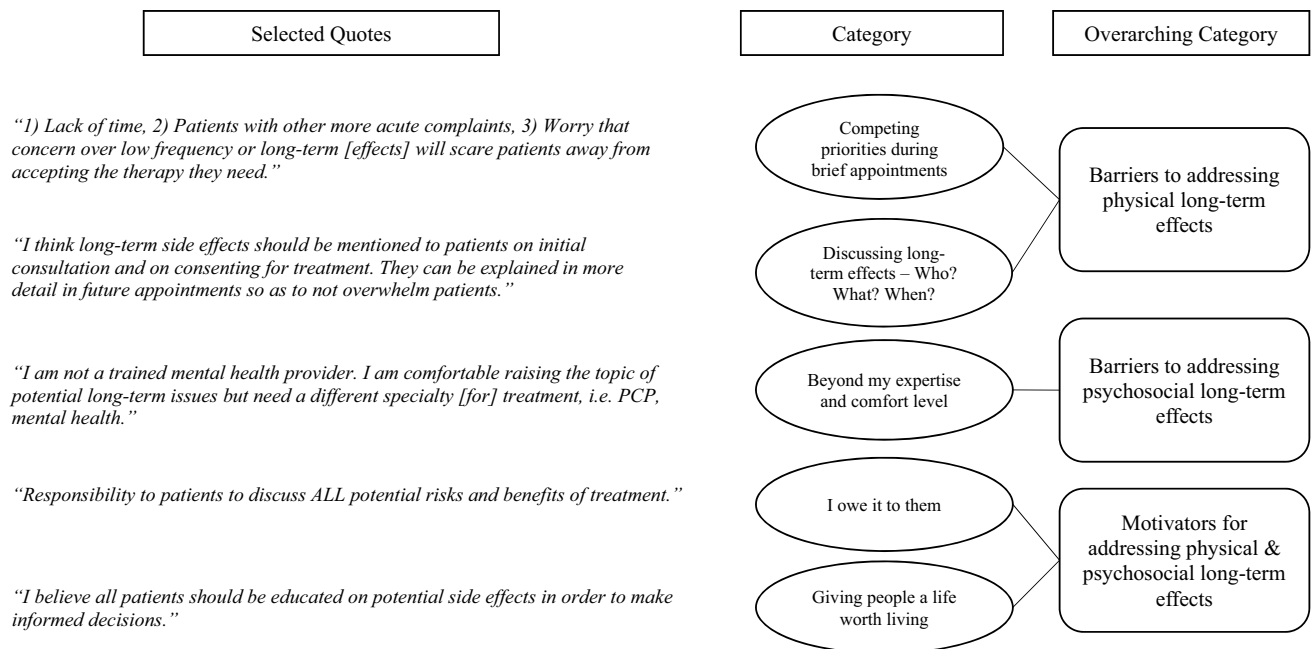 Selected Quotes
Category
Overarching Category
“1) Lack of time, 2) Patients with other more acute complaints, 3) Worry that
concern over low frequency or long-term [effects] will scare patients away from
accepting the therapy they need.”
Competing
priorities during
brief appointments
Barriers to addressing
physical long-term
effects
“I think long-term side effects should be mentioned to patients on initial
consultation and on consenting for treatment. They can be explained in more
detail in future appointments so as to not overwhelm patients.”
Discussing long-
term effects – Who?
What? When?
“I am not a trained mental health provider. I am comfortable raising the topic of
potential long-term issues but need a different specialty [for] treatment, i.e. PCP,
mental health.”
Beyond my expertise
and comfort level
Barriers to addressing
psychosocial long-term
effects
“Responsibility to patients to discuss ALL potential risks and benefits of treatment.”
I owe it to them
Motivators for
addressing physical &
psychosocial long-term
effects
“I believe all patients should be educated on potential side effects in order to make
informed decisions.”
Giving people a life
worth living